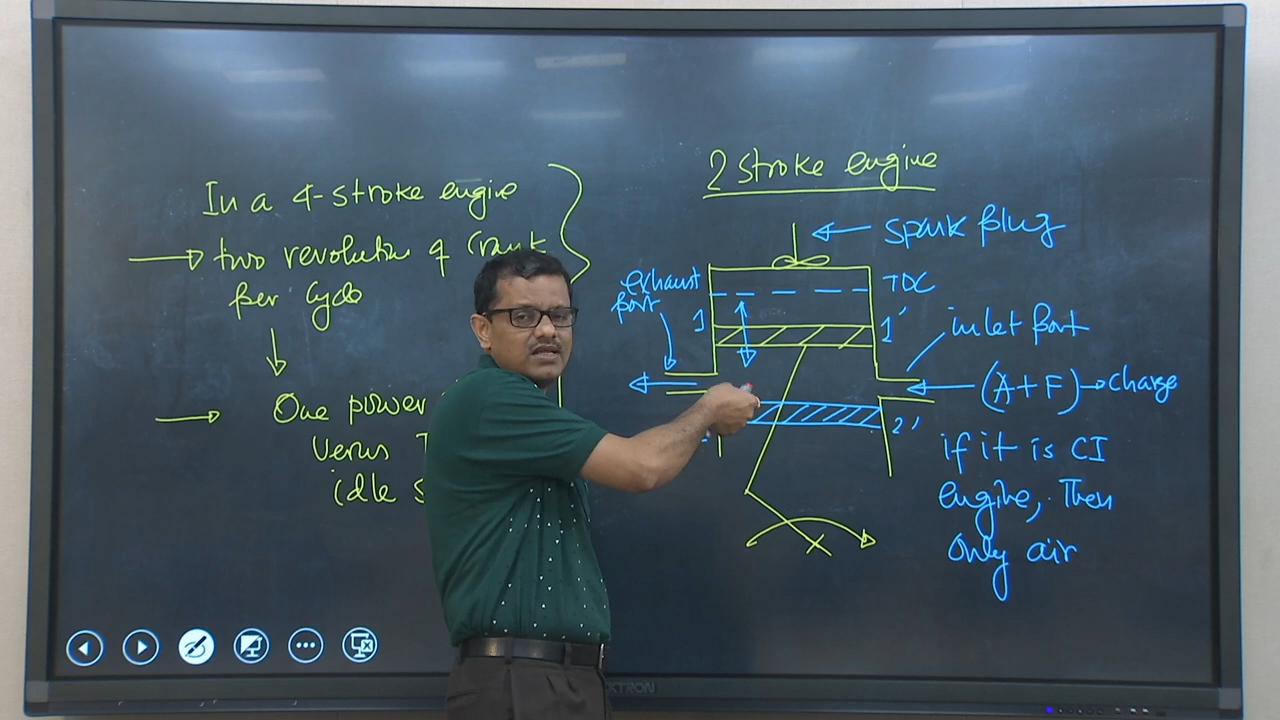 In a 4-stroke engine
two revolution of Crank
per Cycle
One power
Versus
idle
2 Stroke engine
Spark plug
exhaust
port
TDC
1
1'
inlet port
(A+F)
Charge
2'
if it is CI
engine, then
only air